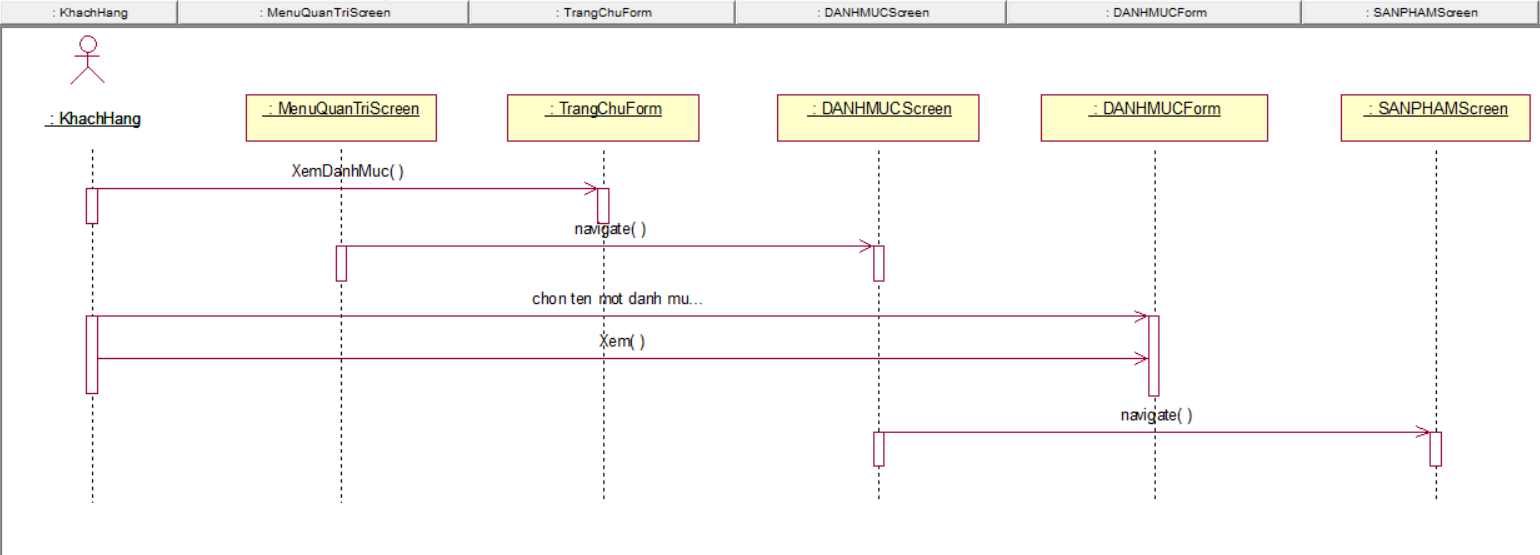 : KhachHang
: MenuQuanTriScreen
: TrangChuForm
: DANHMUCScreen
: DANHMUCForm
: SANPHAMScreen
: KhachHang
: MenuQuanTriScreen
: TrangChuForm
: DANHMUCScreen
: DANHMUCForm
: SANPHAMScreen
XemDanhMuc( )
navigate( )
chon ten mot danh mu...
Xem( )
navigate( )